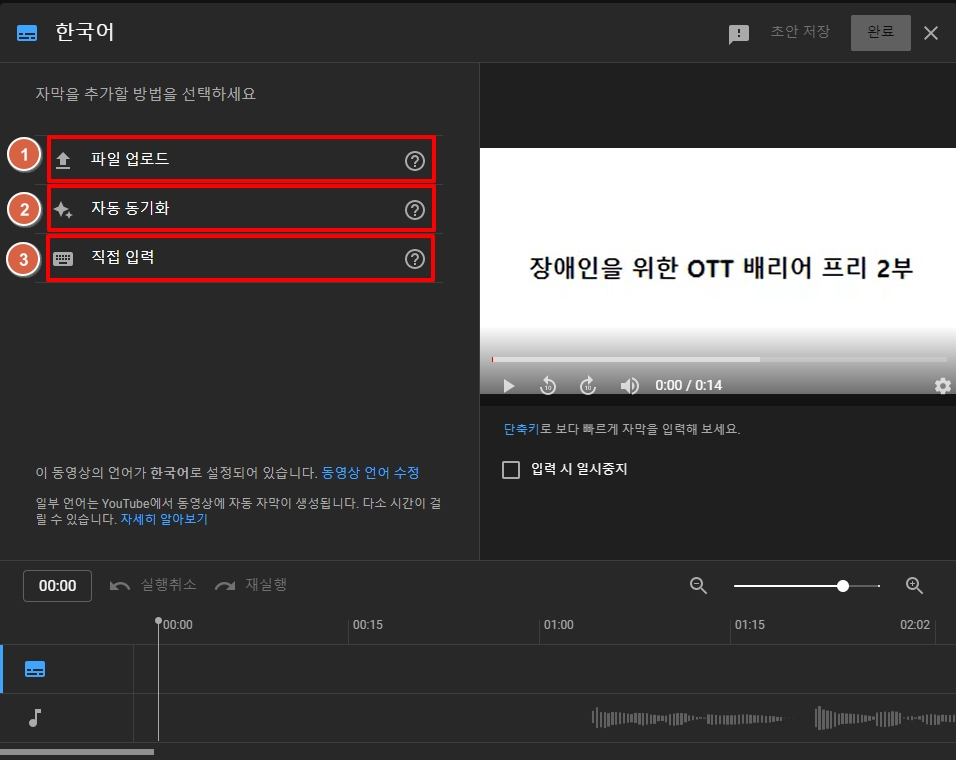 한국어
초안 저장
완료
자막을 추가할 방법을 선택하세요
1
파일 업로드
2
자동 동기화
3
직접 입력
장애인을 위한 OTT 배리어 프리 2부
10
10
0:00 / 0:14
단축키로 보다 빠르게 자막을 입력해 보세요.
입력 시 일시중지
이 동영상의 언어가 한국어로 설정되어 있습니다. 동영상 언어 수정
일부 언어는 YouTube에서 동영상에 자동 자막이 생성됩니다. 다소 시간이 걸
릴 수 있습니다. 자세히 알아보기
00:00
실행취소
재실행
00:00
00:15
01:00
01:15
02:02